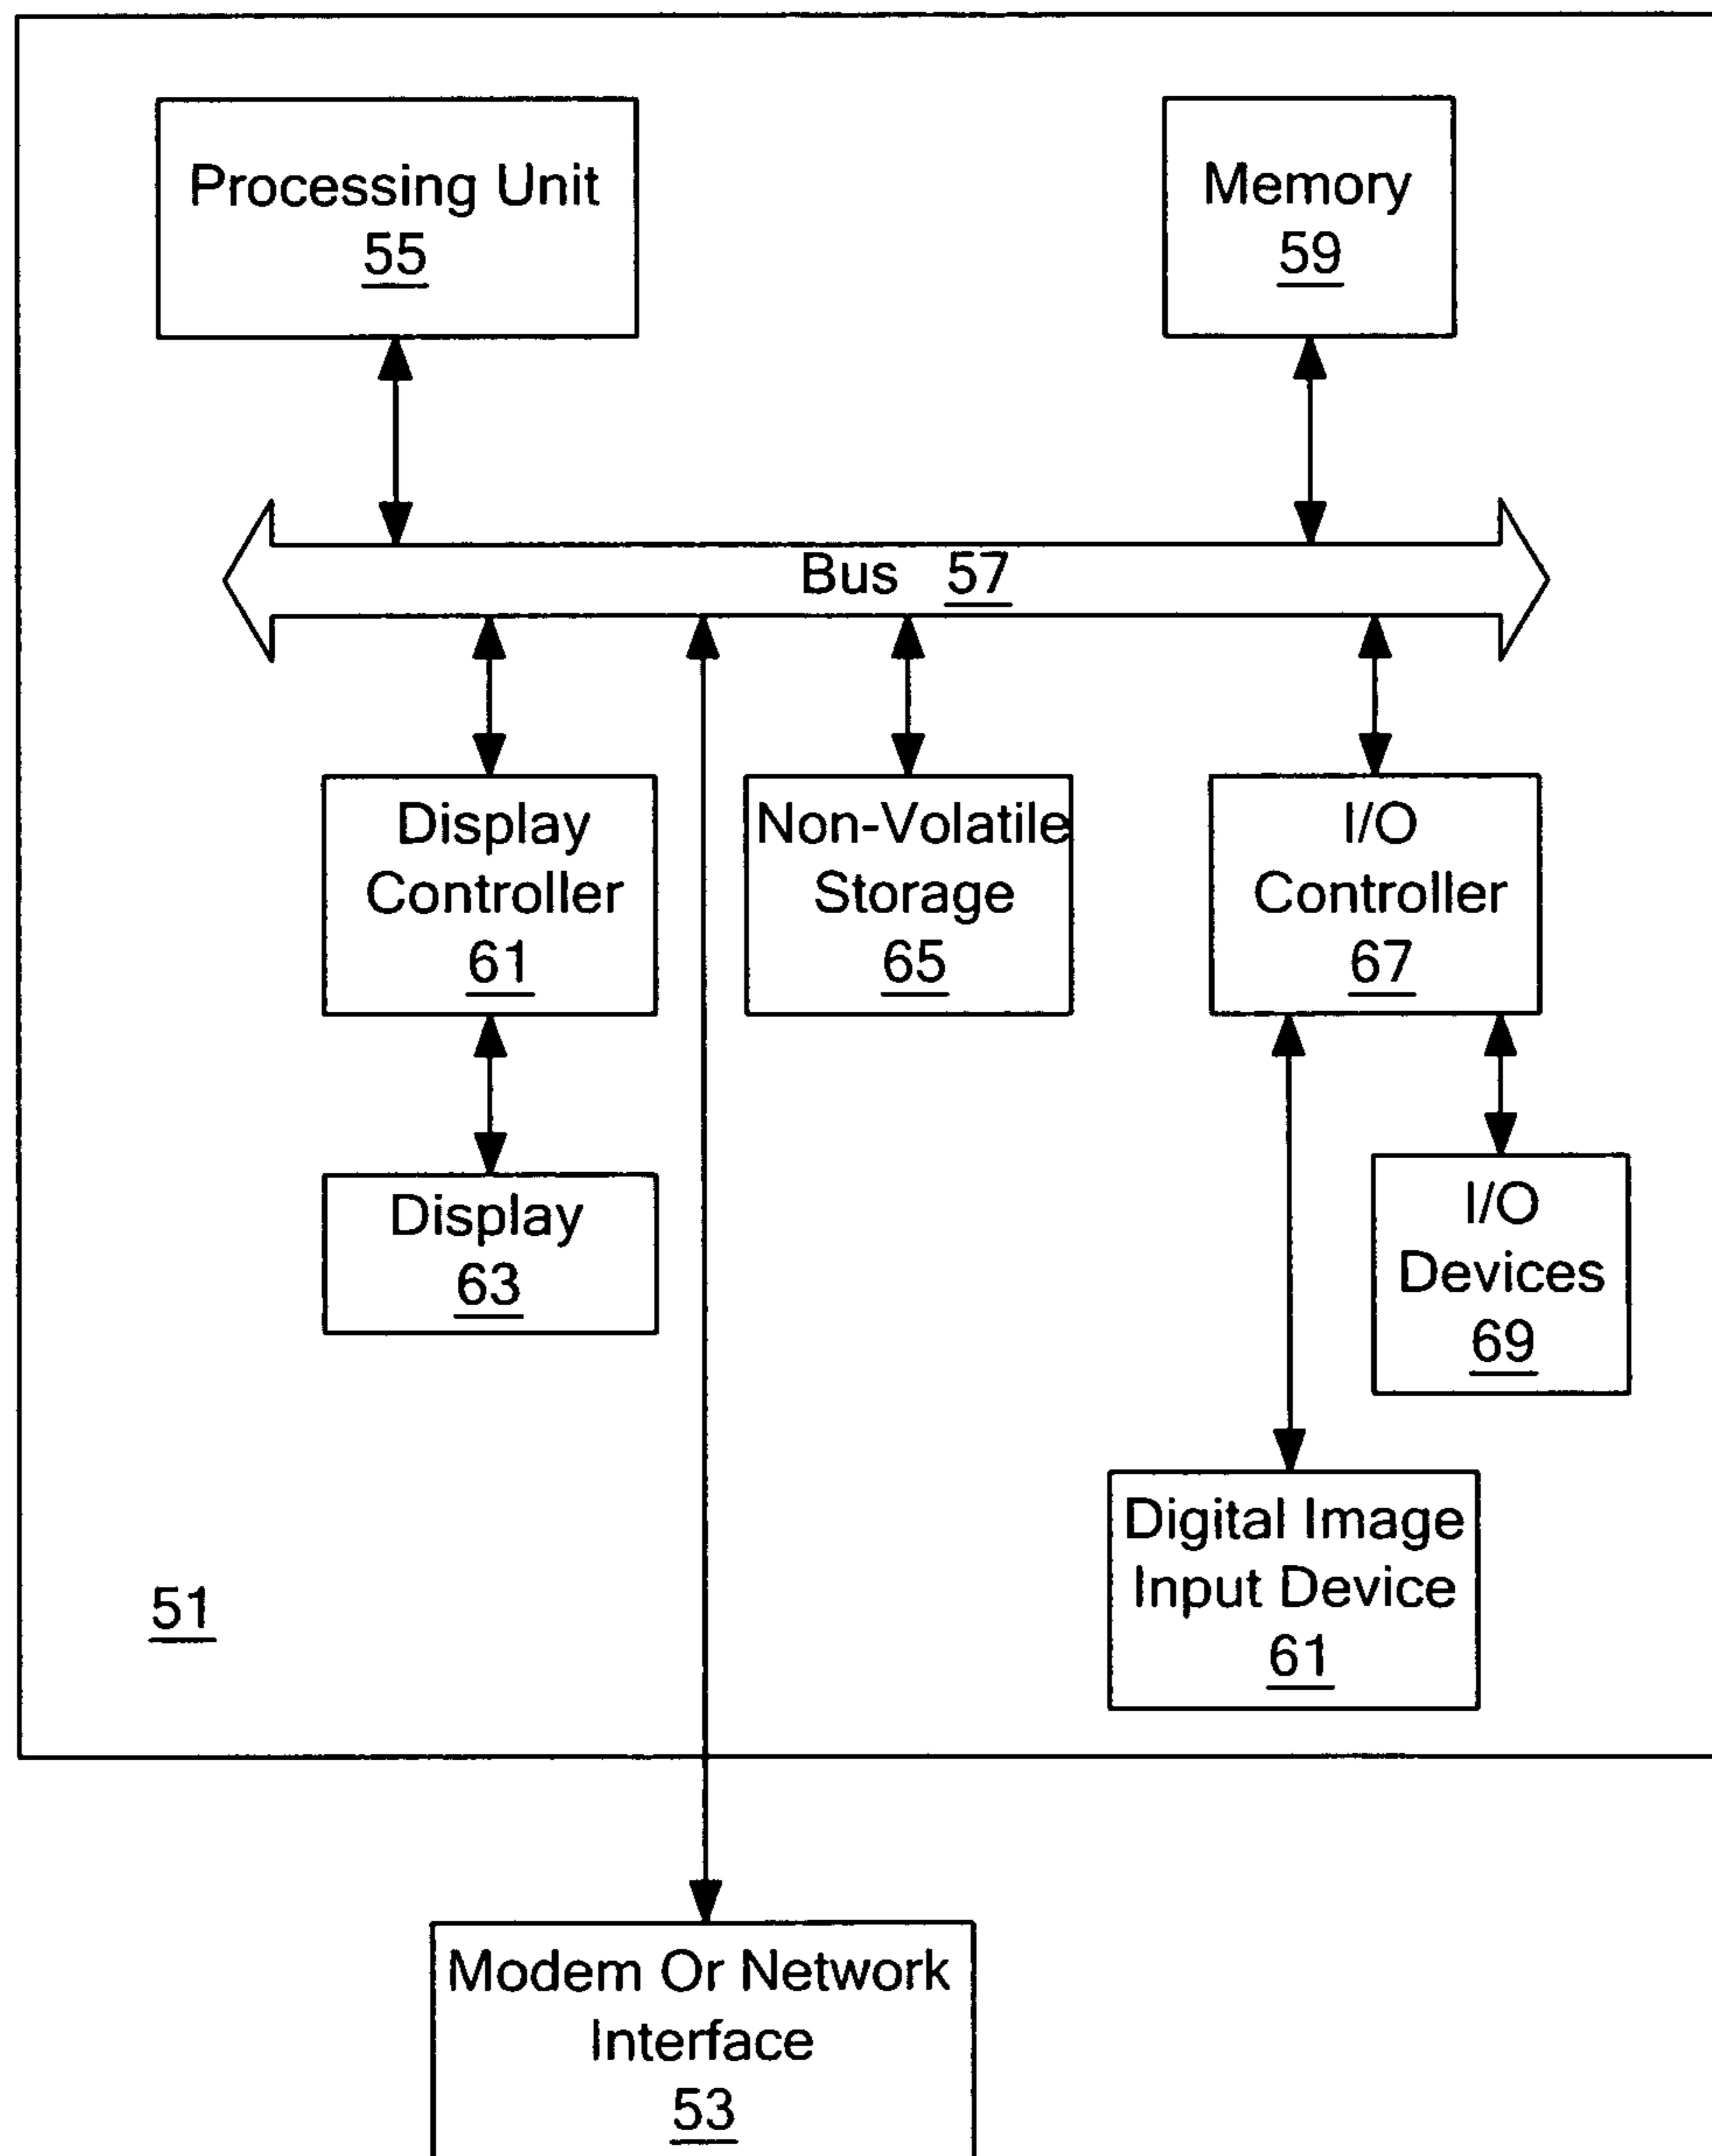 Processing Unit
55
Memory
59
Bus 57
Display
Controller
61
Non-Volatile
Storage
65
I/O
Controller
67
Display
63
I/O
Devices
69
Digital Image
Input Device
61
51
Modem Or Network
Interface
53